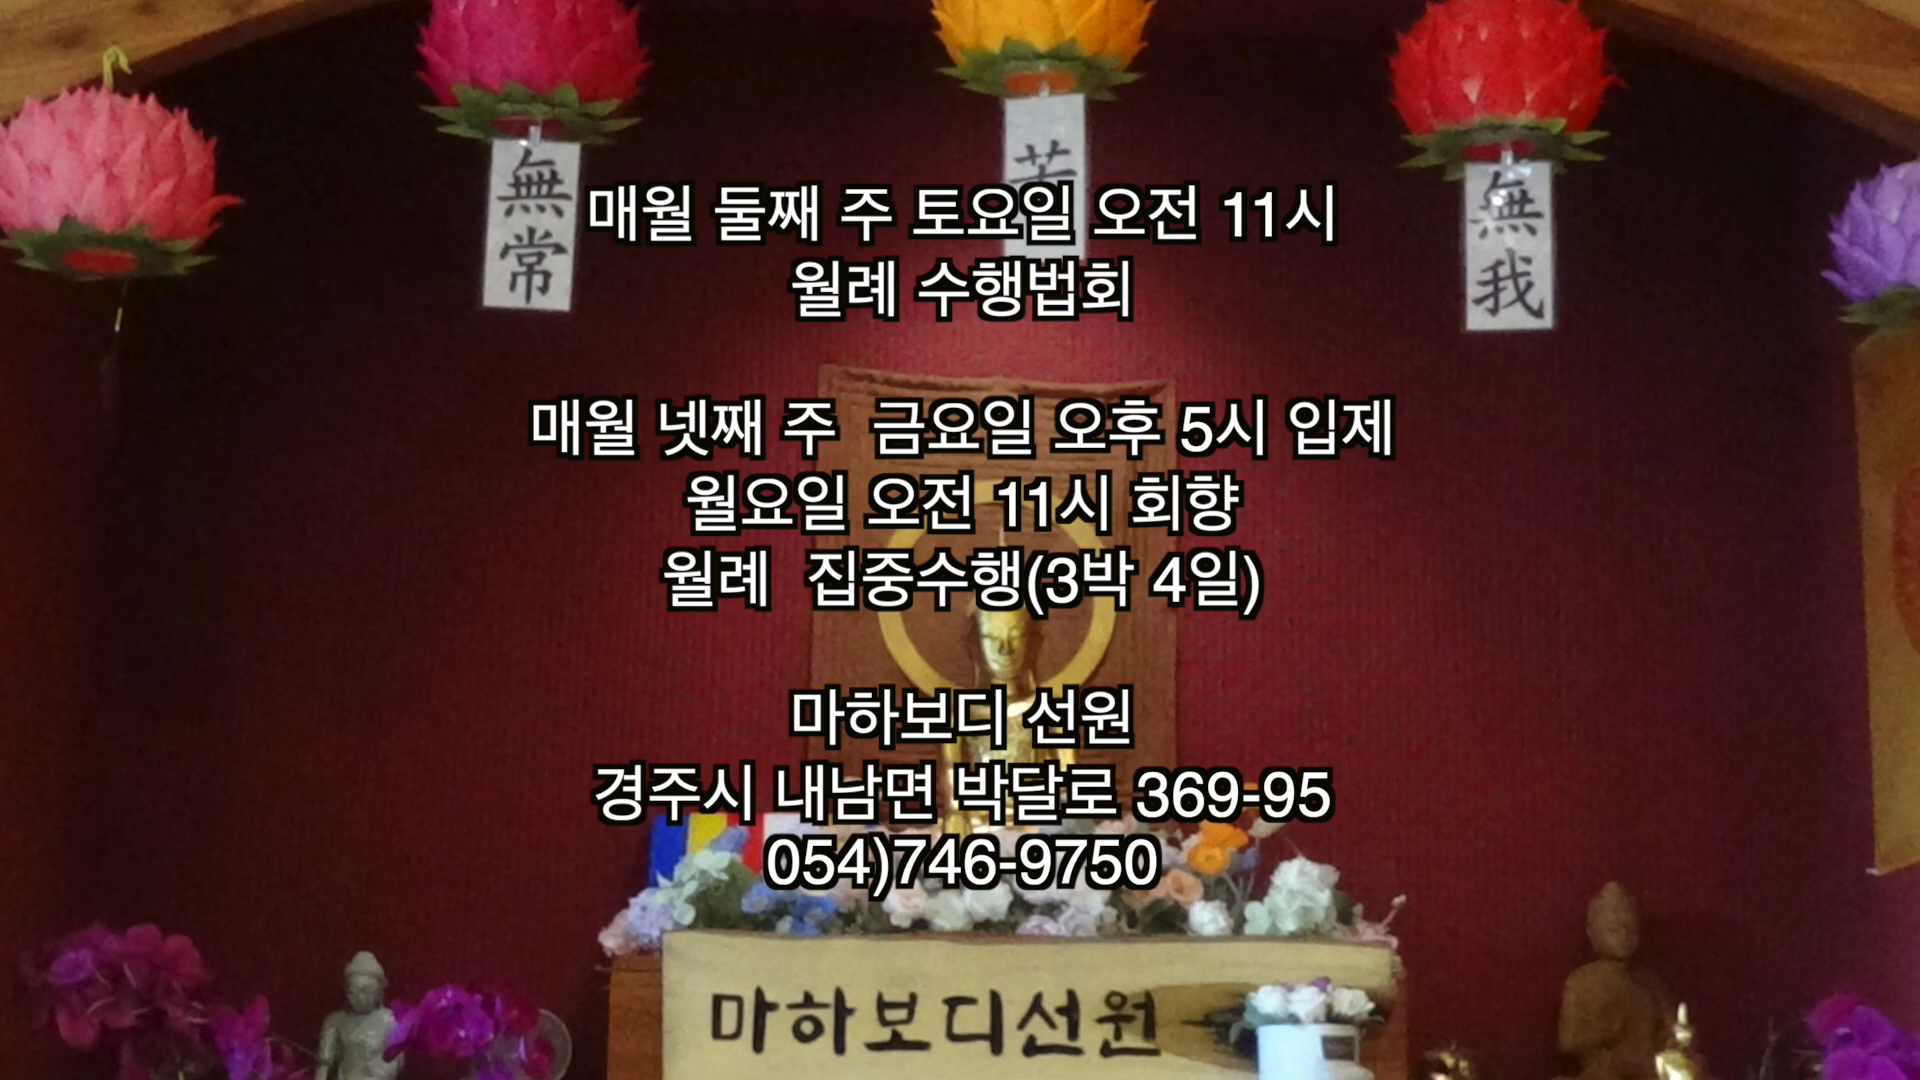 無常
苦
無我
매월 둘째 주 토요일 오전 11시
월례 수행법회
매월 넷째 주 금요일 오후 5시 입제
월요일 오전 11시 회향
월례 집중수행(3박 4일)
마하보디 선원
경주시 내남면 박달로 369-95
054)746-9750
마하보디선원